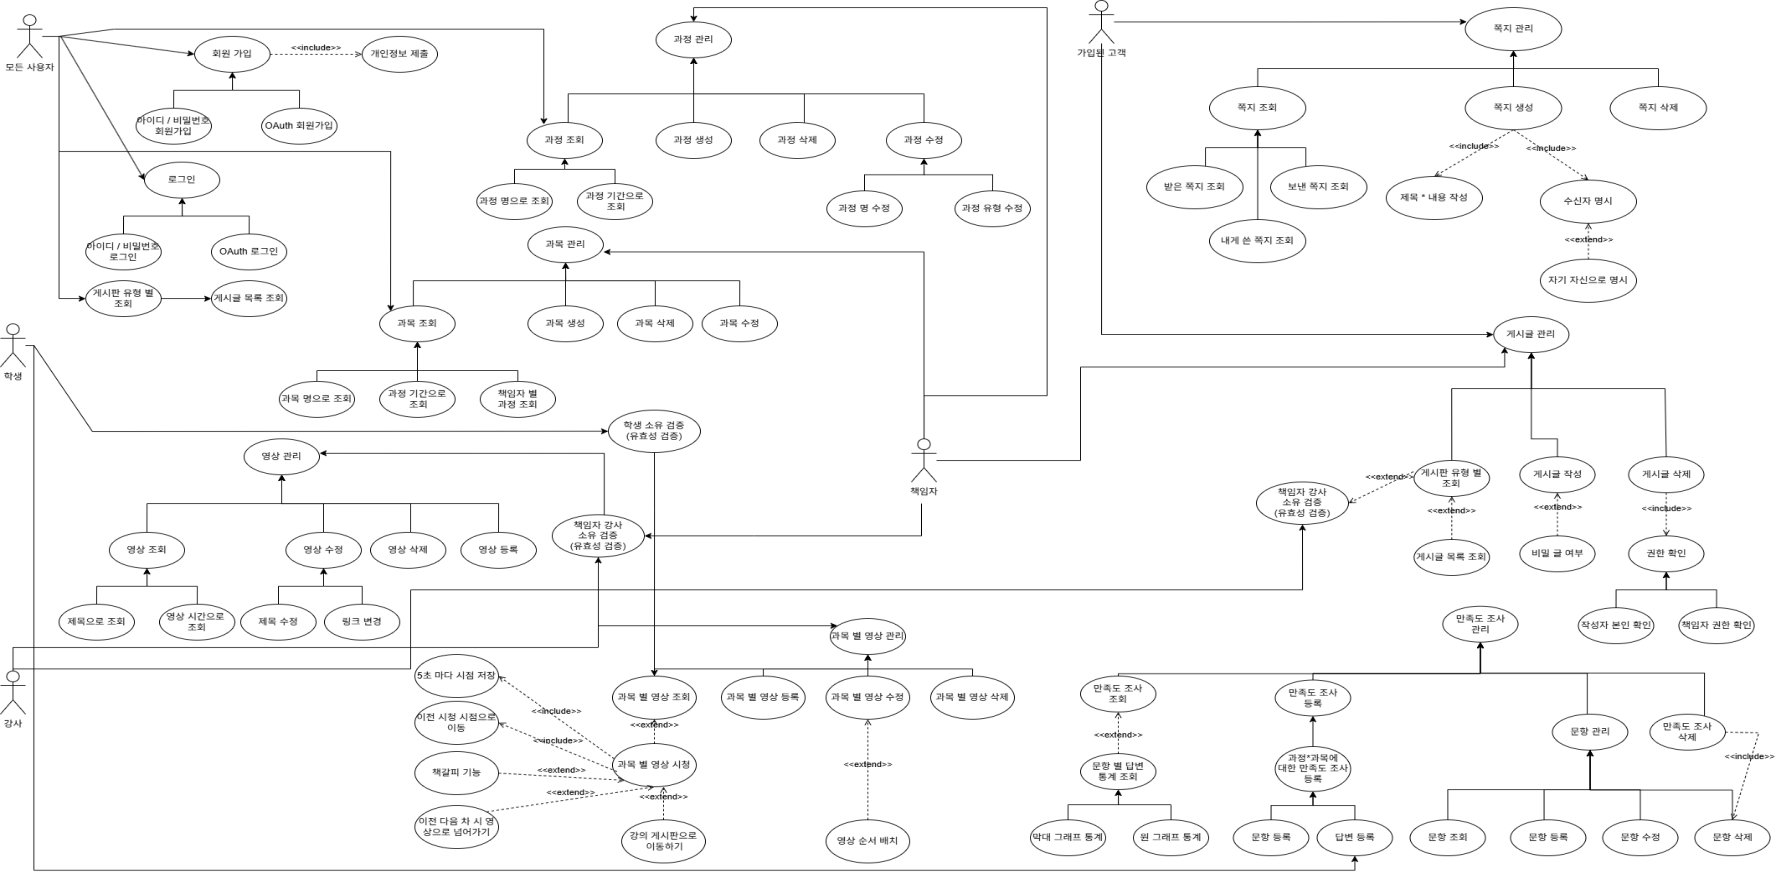 모든 사용자
회원 가입
<<include>>
개인정보 제출
아이디 / 비밀번호
회원가입
OAuth 회원가입
로그인
아이디 / 비밀번호
로그인
OAuth 로그인
게시판 유형 별
조회
게시글 목록 조회
과정 관리
과정 조회
과정 생성
과정 삭제
과정 수정
과정 명으로 조회
과정 기간으로
조회
과정 명 수정
과정 유형 수정
과목 관리
과목 조회
과목 생성
과목 삭제
과목 수정
과목 명으로 조회
과정 기간으로
조회
책임자 별
과정 조회
가입된 고객
쪽지 관리
쪽지 조회
쪽지 생성
쪽지 삭제
<<include>>
<<include>>
받은 쪽지 조회
보낸 쪽지 조회
내게 쓴 쪽지 조회
제목 * 내용 작성
수신자 명시
<<extend>>
자기 자신으로 명시
학생
학생 소유 검증
(유효성 검증)
책임자
게시글 관리
게시판 유형 별
조회
게시글 작성
게시글 삭제
<<extend>>
책임자 강사
소유 검증
(유효성 검증)
<<extend>>
<<extend>>
<<include>>
게시글 목록 조회
비밀 글 여부
권한 확인
작성자 본인 확인
책임자 권한 확인
영상 관리
책임자 강사
소유 검증
(유효성 검증)
영상 조회
영상 수정
영상 삭제
영상 등록
제목으로 조회
영상 시간으로
조회
제목 수정
링크 변경
강사
과목 별 영상 관리
과목 별 영상 조회
과목 별 영상 등록
과목 별 영상 수정
과목 별 영상 삭제
5초 마다 시점 저장
<<include>>
<<extend>>
이전 시청 시점으로
이동
<<include>>
과목 별 영상 시청
책갈피 기능
<<extend>>
<<extend>>
<<extend>>
<<extend>>
이전 다음 차 시 영
상으로 넘어가기
강의 게시판으로
이동하기
영상 순서 배치
만족도 조사
관리
만족도 조사
조회
만족도 조사
등록
문항 관리
만족도 조사
삭제
<<extend>>
<<include>>
문항 별 답변
통계 조회
과정*과목에
대한 만족도 조사
등록
막대 그래프 통계
원 그래프 통계
문항 등록
답변 등록
문항 조회
문항 등록
문항 수정
문항 삭제